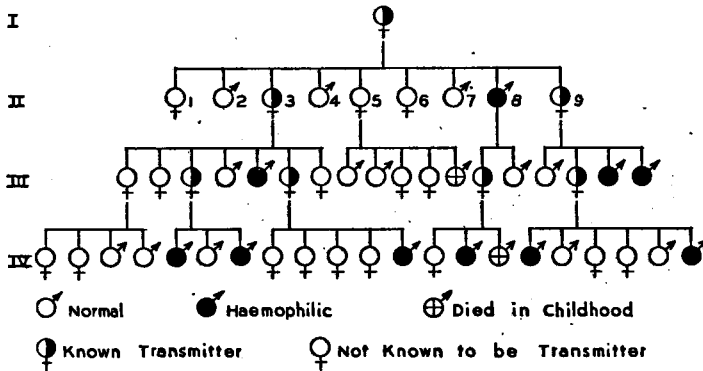 I
II 1 2 3 4 5 6 7 8 9
III
IV
Normal Haemophilic Died in Childhood
Known Transmitter Not Known to be Transmitter